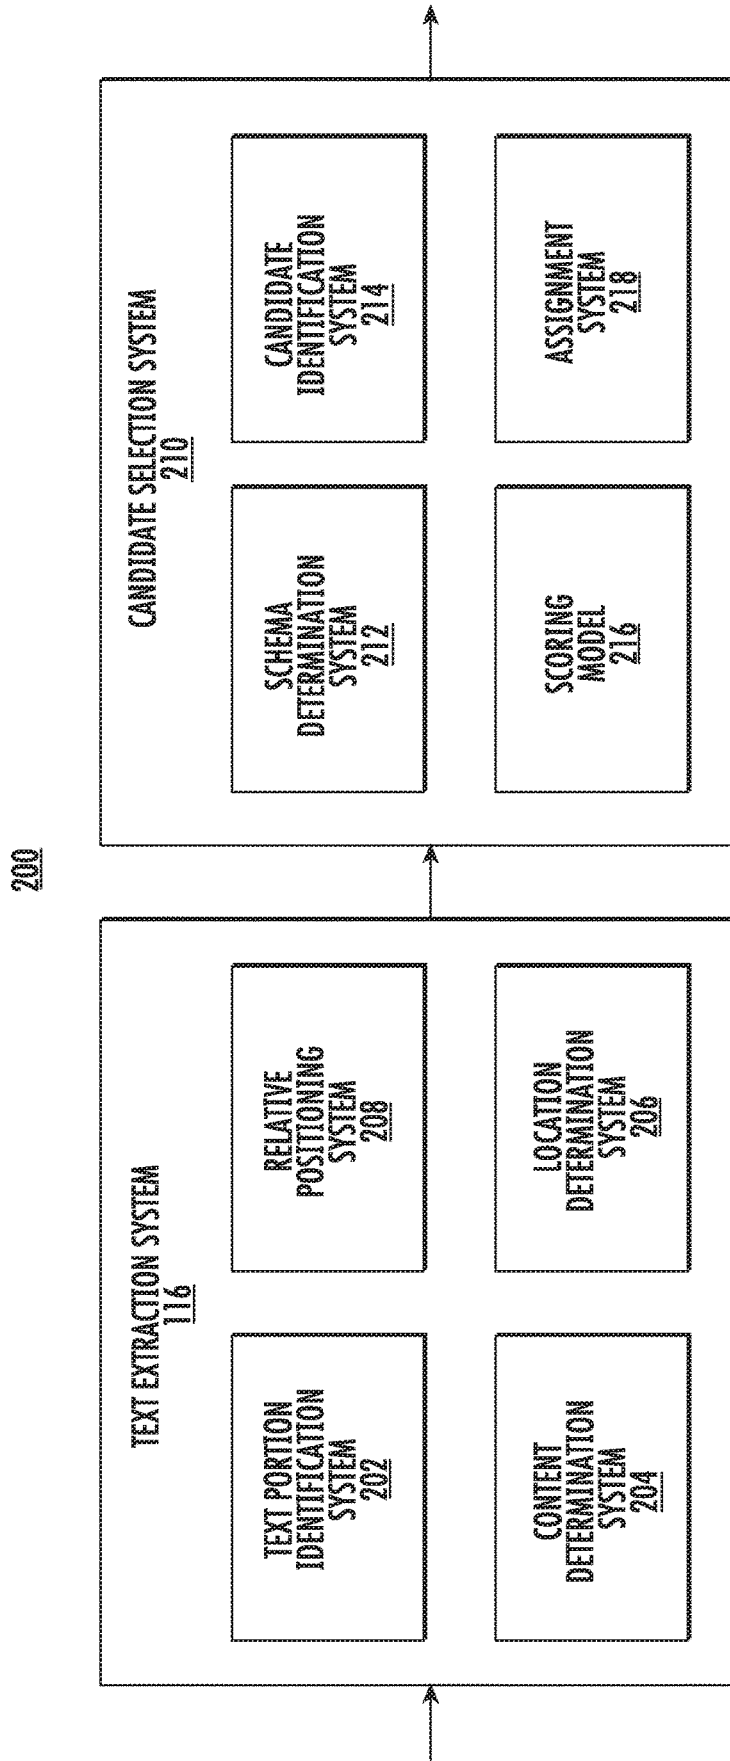 200
TEXT EXTRACTION SYSTEM
116
TEXT PORTION
IDENTIFICATION
SYSTEM
202
RELATIVE
POSITIONING
SYSTEM
208
CONTENT
DETERMINATION
SYSTEM
204
LOCATION
DETERMINATION
SYSTEM
206
CANDIDATE SELECTION SYSTEM
210
SCHEMA
DETERMINATION
SYSTEM
212
CANDIDATE
IDENTIFICATION
SYSTEM
214
SCORING
MODEL
216
ASSIGNMENT
SYSTEM
218